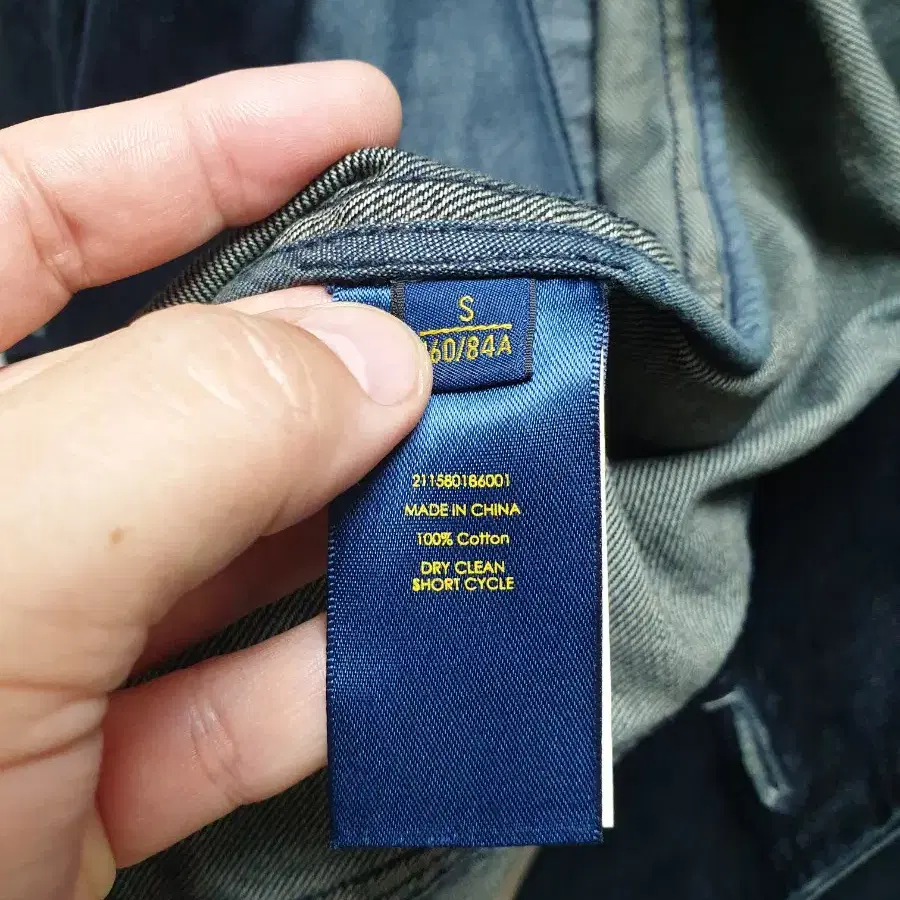 S
60/84A
211580186001
MADE IN CHINA
100% Cotton
DRY CLEAN
SHORT CYCLE